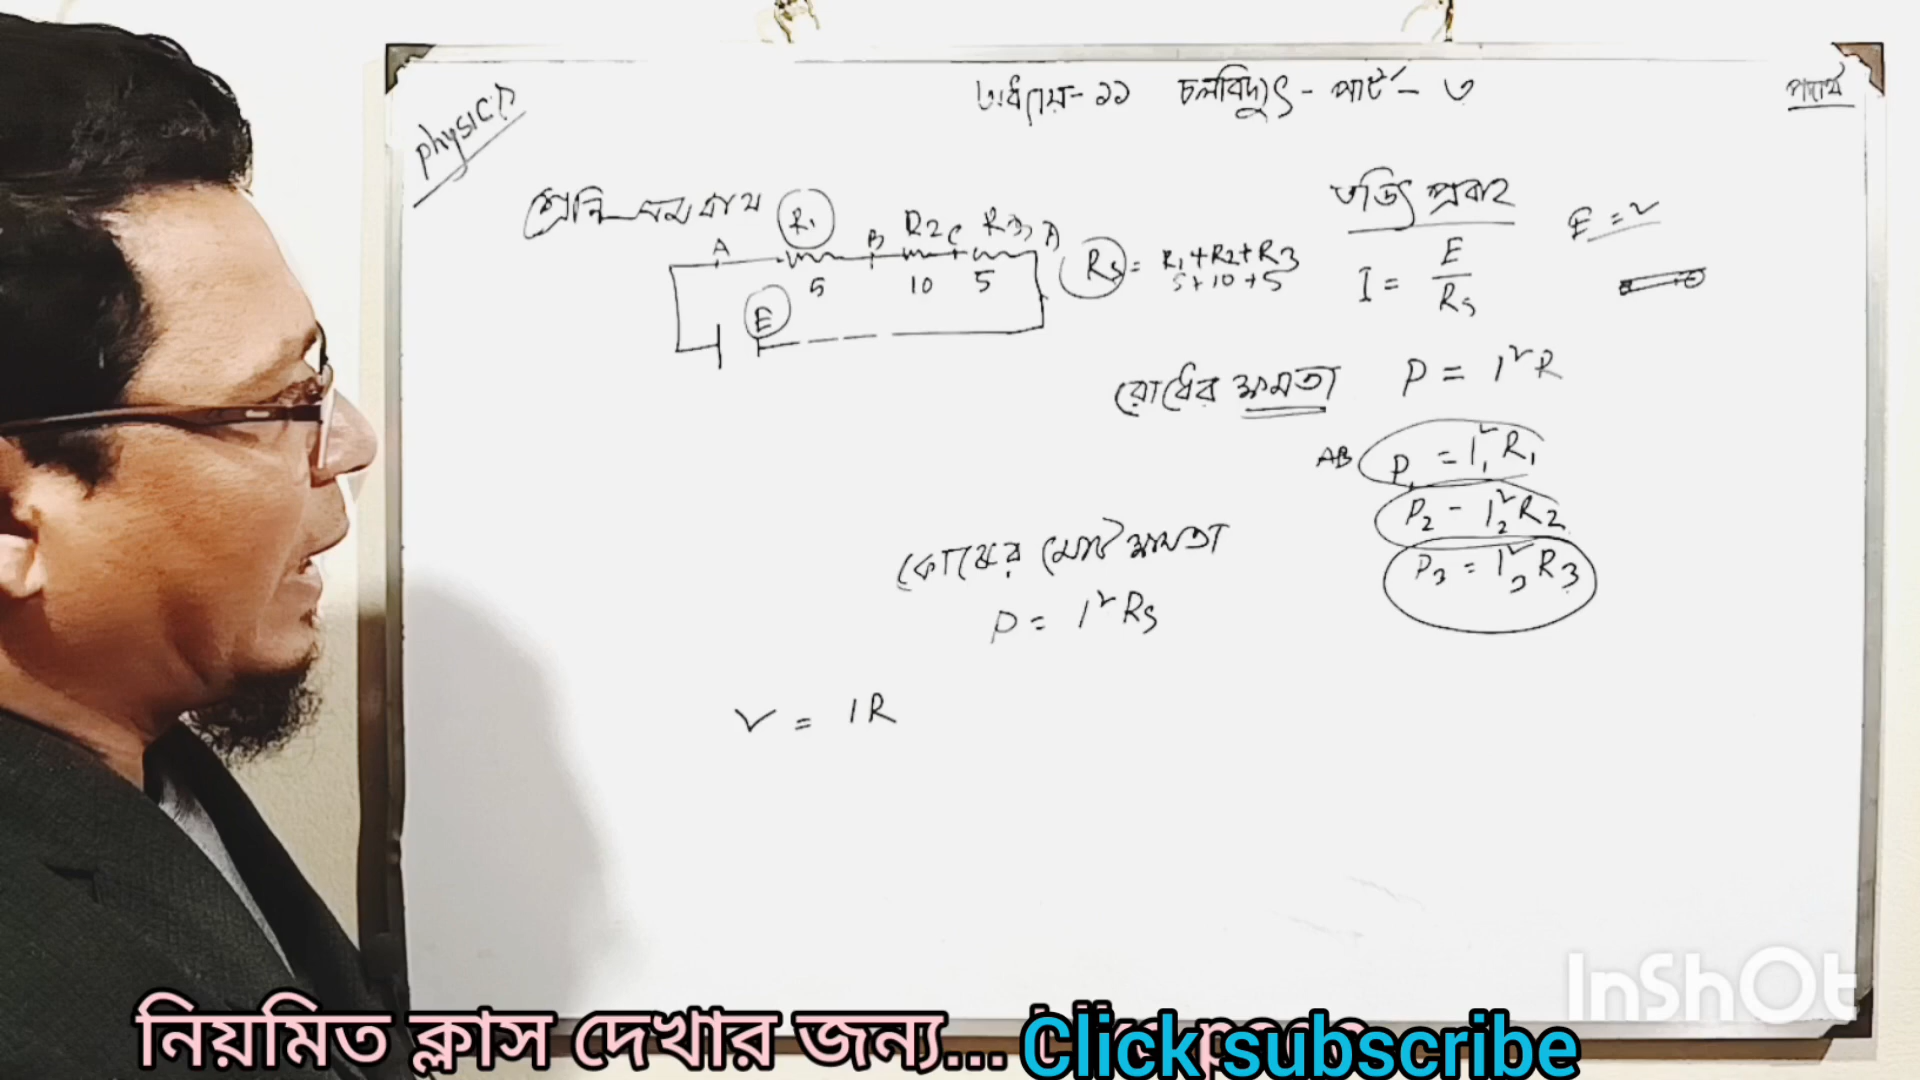 Physics
অধ্যায়-১১ চলবিদ্যুৎ - পার্ট - ৩
পদার্থ
শ্রেনি সমবায়
R1 R2 R3
A B C D
5 10 5
E
Rs = R1+R2+R3
5+10+5
তড়িৎ প্রবাহ
I = E/Rs
E = V
রোধের ক্ষমতা P = I²R
AB P1 = I1²R1
P2 - I2²R2
P3 = I3²R3
কোষের মোট ক্ষমতা
P = I²Rs
V = IR
InShOt
নিয়মিত ক্লাস দেখার জন্য... Click subscribe